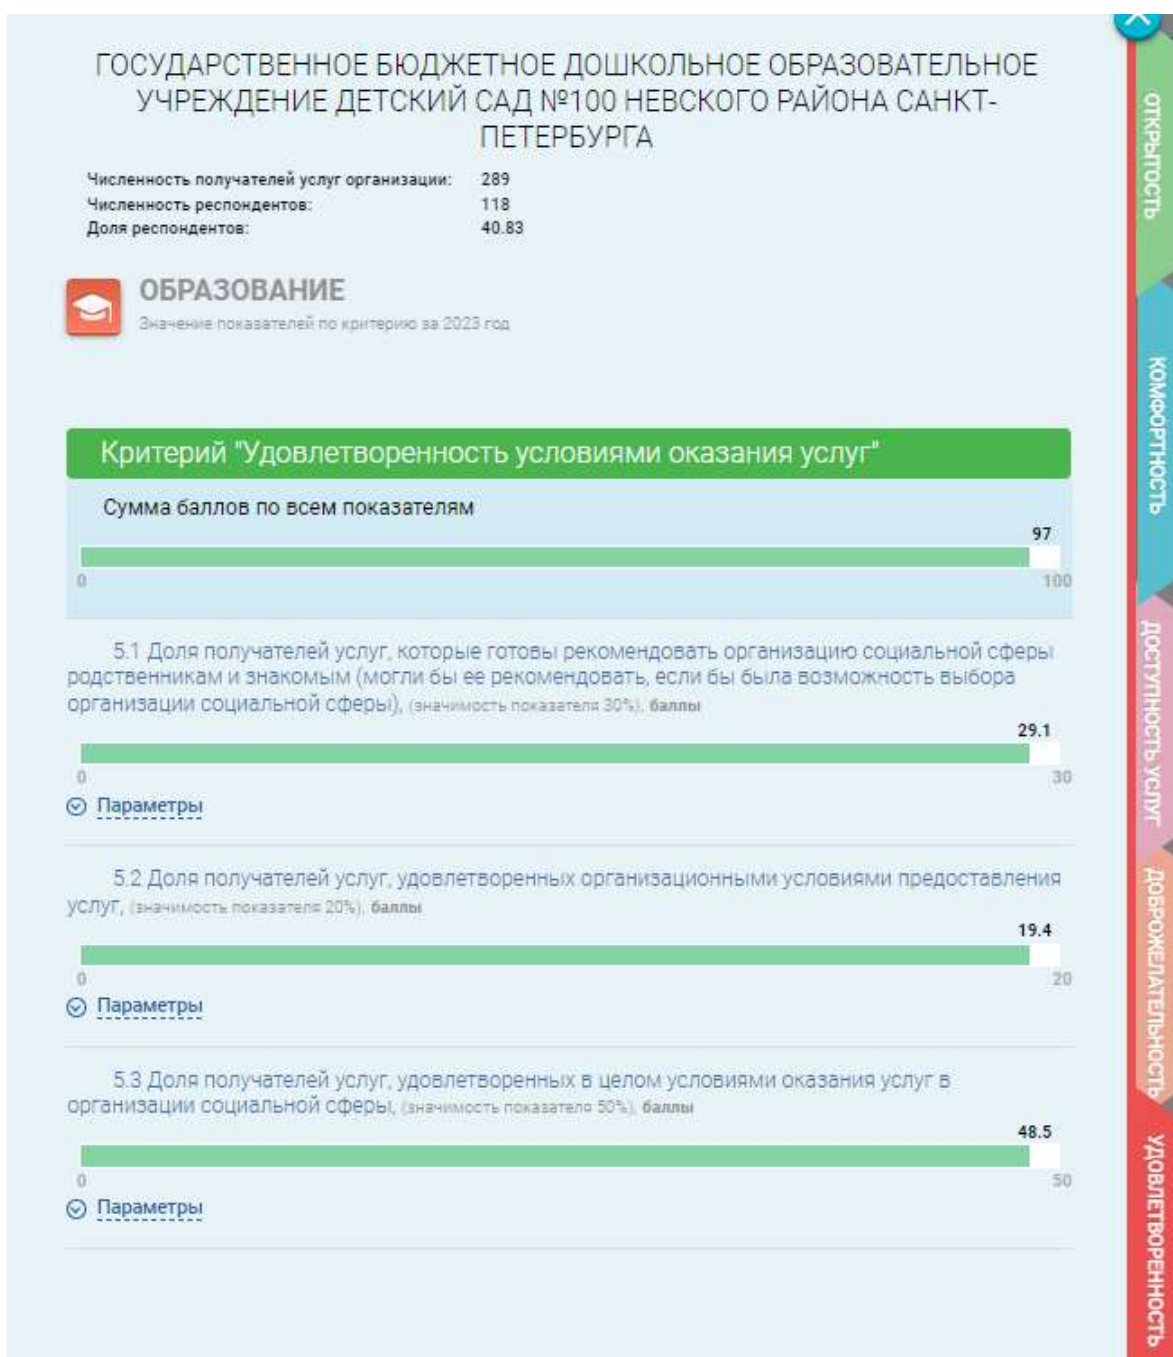 ГОСУДАРСТВЕННОЕ БЮДЖЕТНОЕ ДОШКОЛЬНОЕ ОБРАЗОВАТЕЛЬНОЕ
УЧРЕЖДЕНИЕ ДЕТСКИЙ САД №100 НЕВСКОГО РАЙОНА САНКТ-
ПЕТЕРБУРГА
Численность получателей услуг организации: 289
Численность респондентов: 118
Доля респондентов: 40.83
ОБРАЗОВАНИЕ
Значение показателей по критерию за 2023 год
Критерий "Удовлетворенность условиями оказания услуг"
Сумма баллов по всем показателям
97
0 100
5.1 Доля получателей услуг, которые готовы рекомендовать организацию социальной сферы
родственникам и знакомым (могли бы ее рекомендовать, если бы была возможность выбора
организации социальной сферы), (значимость показателя 30%), баллы
29.1
0 30
Параметры
5.2 Доля получателей услуг, удовлетворенных организационными условиями предоставления
услуг, (значимость показателя 20%), баллы
19.4
0 20
Параметры
5.3 Доля получателей услуг, удовлетворенных в целом условиями оказания услуг в
организации социальной сферы, (значимость показателя 50%), баллы
48.5
0 50
Параметры
ОТКРЫТОСТЬ
КОМФОРТНОСТЬ
ДОСТУПНОСТЬ УСЛУГ
ДОБРОЖЕЛАТЕЛЬНОСТЬ
УДОВЛЕТВОРЕННОСТЬ